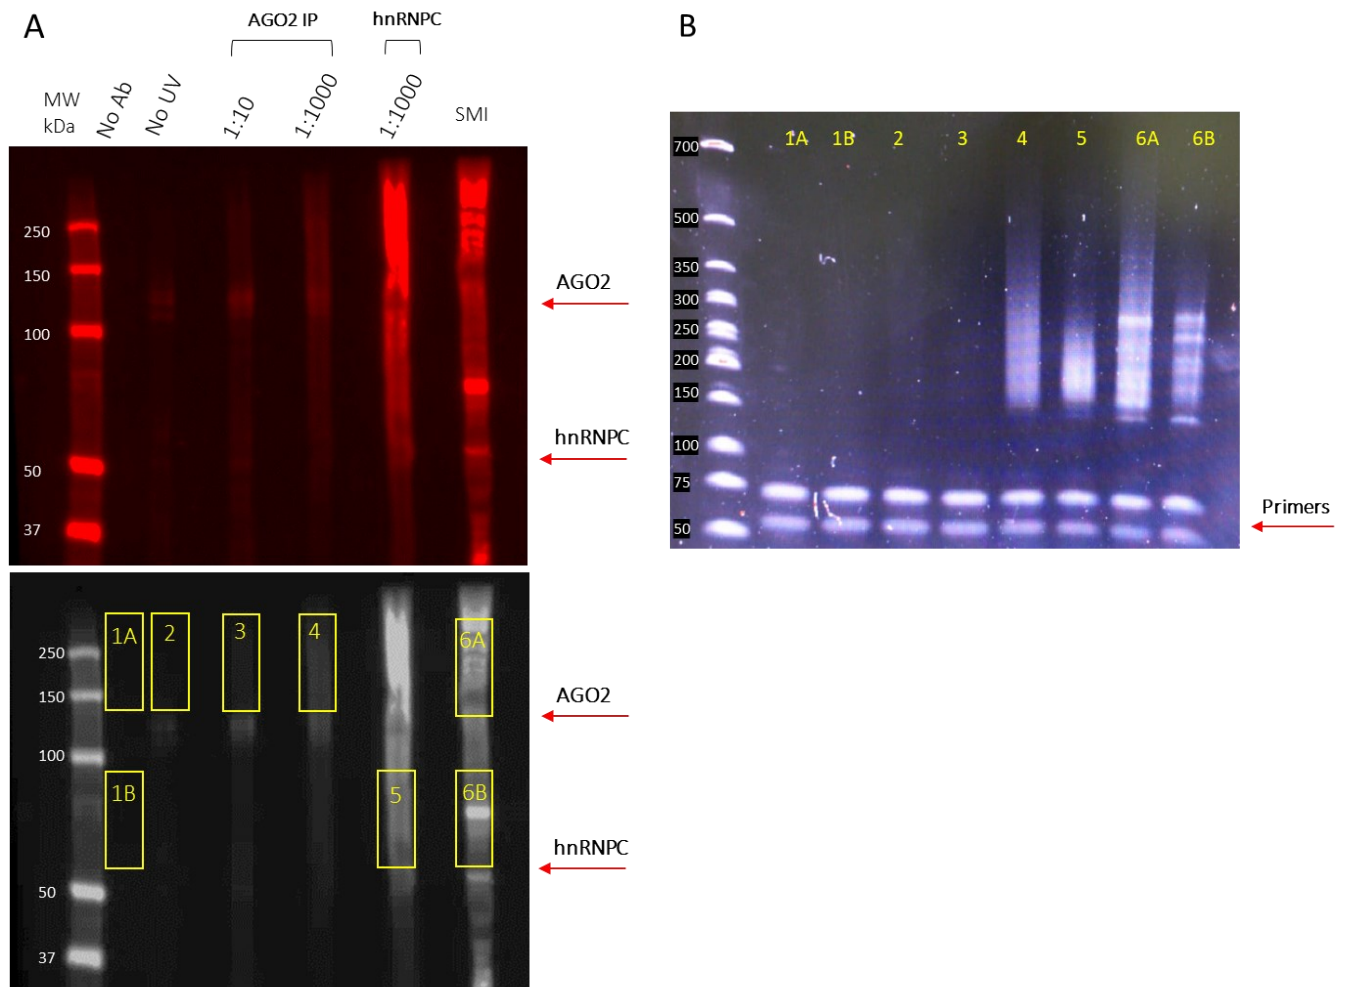 A
AGO2 IP
hnRNPC
MW
kDa
No Ab
No UV
1:10
1:1000
1:1000
SMI
250
150
100
50
37
AGO2
hnRNPC
1A
2
3
4
6A
250
150
100
1B
5
6B
50
37
AGO2
hnRNPC
B
1A 1B 2 3 4 5 6A 6B
700
500
350
300
250
200
150
100
75
50
Primers